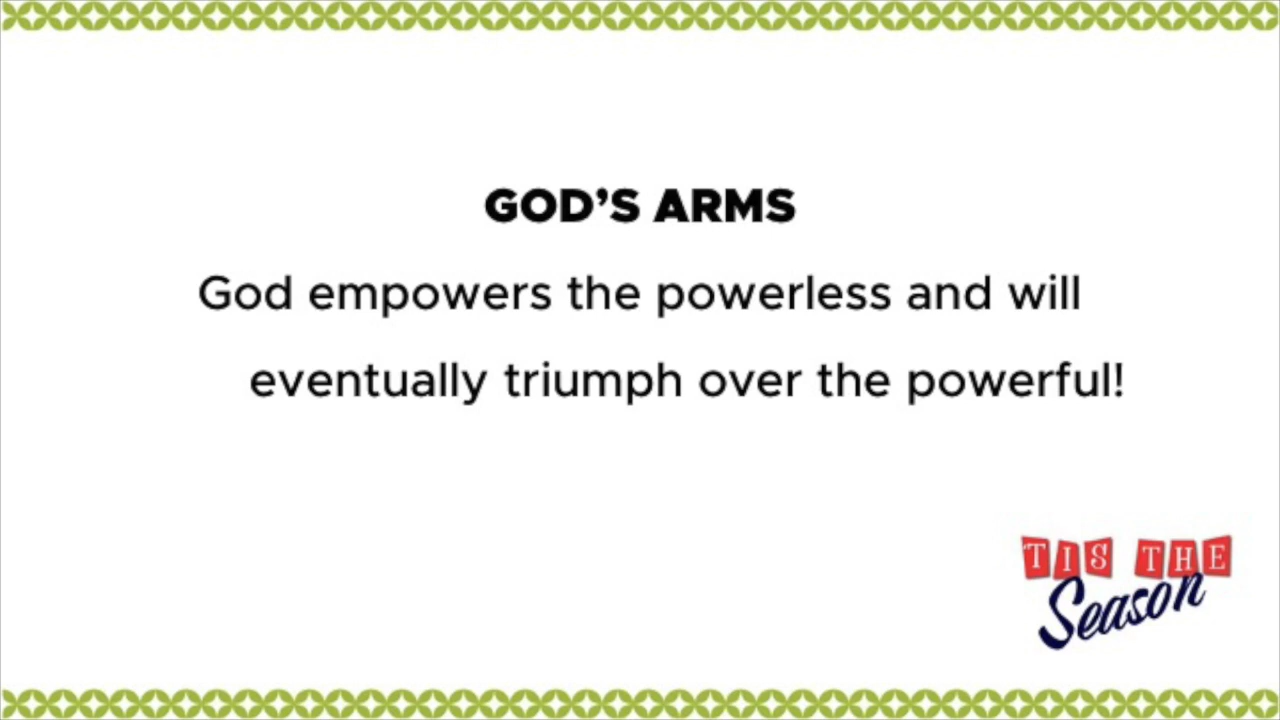 GOD’S ARMS
God empowers the powerless and will
eventually triumph over the powerful!
TIS THE
Season